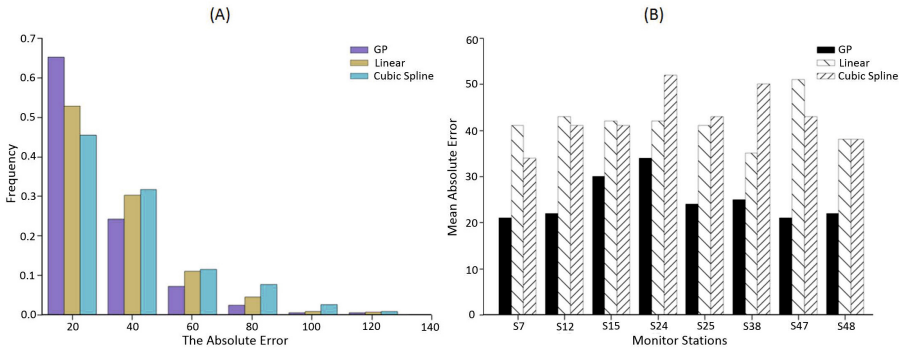 (A)
0.7
0.6
0.5
0.4
0.3
0.2
0.1
0.0
Frequency
GP
Linear
Cubic Spline
20 40 60 80 100 120 140
The Absolute Error
(B)
60
50
40
30
20
10
0
Mean Absolute Error
GP
Linear
Cubic Spline
S7 S12 S15 S24 S25 S38 S47 S48
Monitor Stations